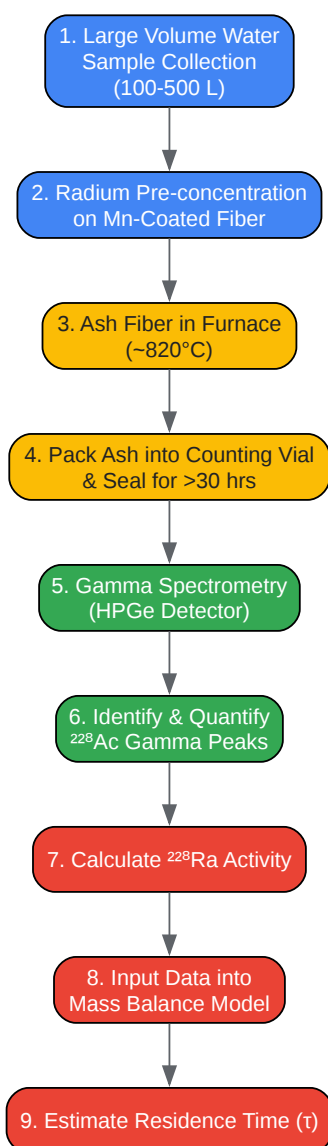 1. Large Volume Water
Sample Collection
(100-500 L)
2. Radium Pre-concentration
on Mn-Coated Fiber
3. Ash Fiber in Furnace
(~820°C)
4. Pack Ash into Counting Vial
& Seal for >30 hrs
5. Gamma Spectrometry
(HPGe Detector)
6. Identify & Quantify
²²⁸Ac Gamma Peaks
7. Calculate ²²⁸Ra Activity
8. Input Data into
Mass Balance Model
9. Estimate Residence Time (τ)